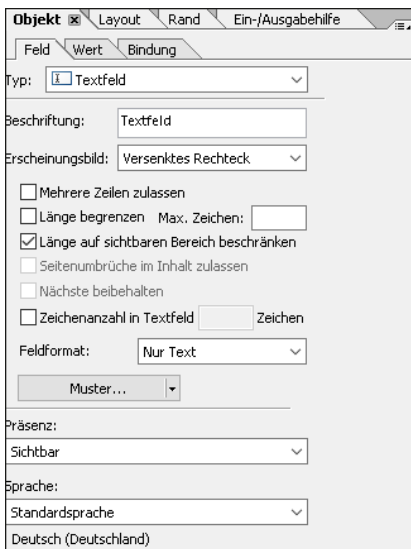 Objekt Layout Rand Ein-/Ausgabehilfe
Feld Wert Bindung
Typ: Textfeld
Beschriftung: Textfeld
Erscheinungsbild: Versenktes Rechteck
Mehrere Zeilen zulassen
Länge begrenzen Max. Zeichen:
Länge auf sichtbaren Bereich beschränken
Seitenumbrüche im Inhalt zulassen
Nächste beibehalten
Zeichenanzahl in Textfeld Zeichen
Feldformat: Nur Text
Muster...
Präsenz:
Sichtbar
Sprache:
Standardsprache
Deutsch (Deutschland)